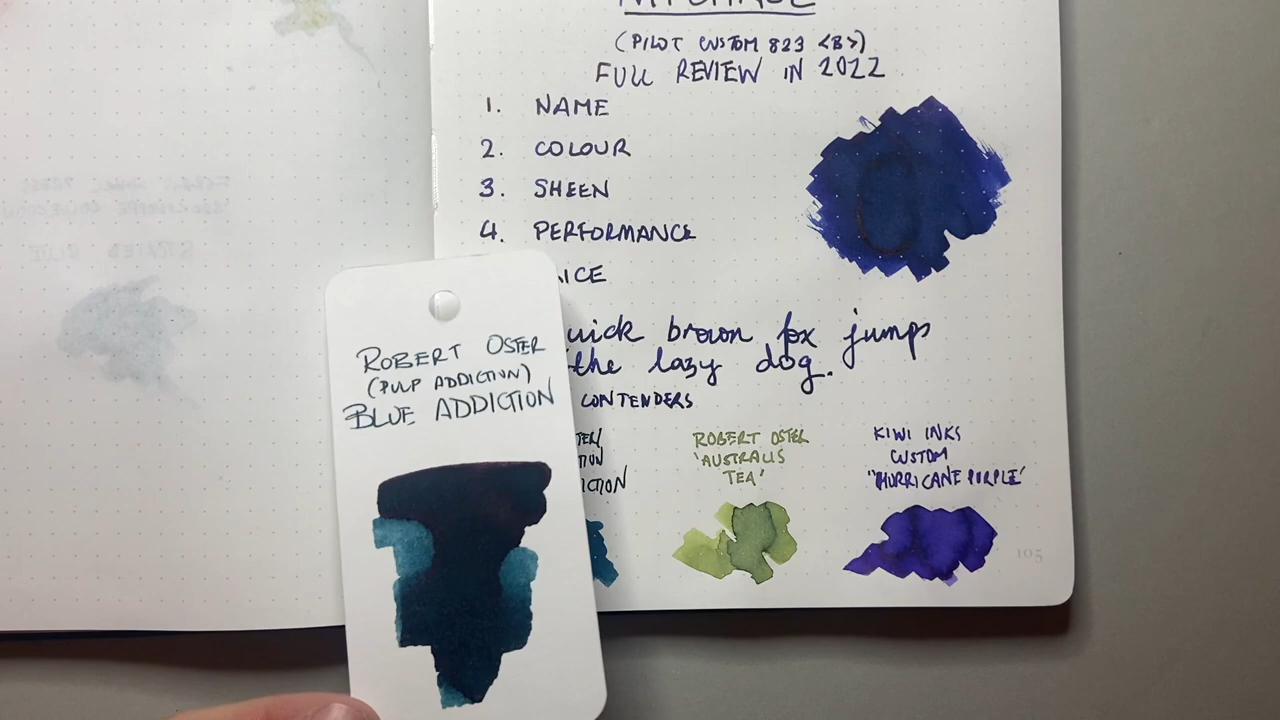 (PILOT CUSTOM 823 <B>)
FULL REVIEW IN 2022
1. NAME
2. COLOUR
3. SHEEN
4. PERFORMANCE
ICE
uick brown fox jumps
the lazy dog.
CONTENDERS
ROBERT OSTER
'AUSTRALIS
TEA'
KIWI INKS
CUSTOM
"HURRICANE PURPLE'
105
ROBERT OSTER
(PULP ADDICTION)
BLUE ADDICTION